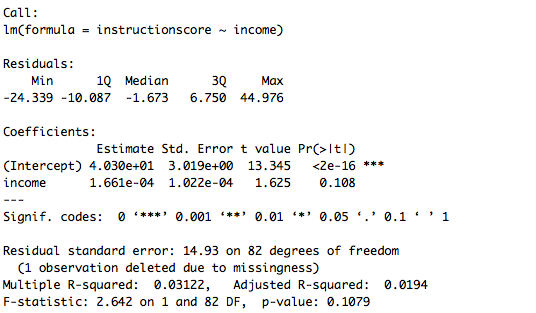 Call:
lm(formula = instructionscore ~ income)
Residuals:
Min 1Q Median 3Q Max
-24.339 -10.087 -1.673 6.750 44.976
Coefficients:
Estimate Std. Error t value Pr(>|t|)
(Intercept) 4.030e+01 3.019e+00 13.345 <2e-16 ***
income 1.661e-04 1.022e-04 1.625 0.108
---
Signif. codes: 0 ‘***’ 0.001 ‘**’ 0.01 ‘*’ 0.05 ‘.’ 0.1 ‘ ’ 1
Residual standard error: 14.93 on 82 degrees of freedom
(1 observation deleted due to missingness)
Multiple R-squared: 0.03122, Adjusted R-squared: 0.0194
F-statistic: 2.642 on 1 and 82 DF, p-value: 0.1079